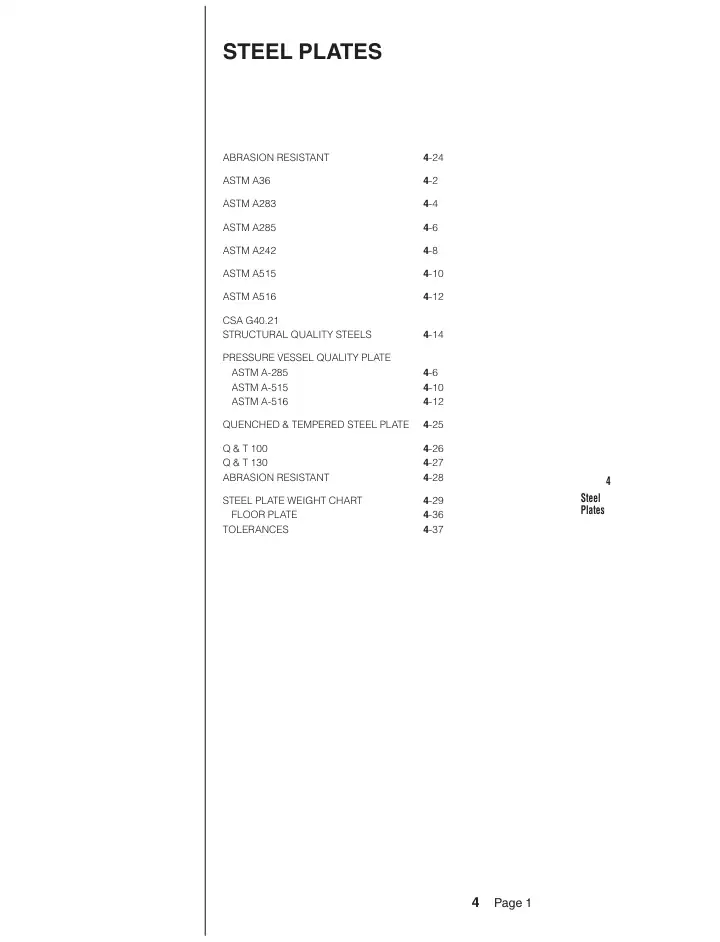 STEEL PLATES
ABRASION RESISTANT 4-24
ASTM A36 4-2
ASTM A283 4-4
ASTM A285 4-6
ASTM A242 4-8
ASTM A515 4-10
ASTM A516 4-12
CSA G40.21
STRUCTURAL QUALITY STEELS 4-14
PRESSURE VESSEL QUALITY PLATE
ASTM A-285 4-6
ASTM A-515 4-10
ASTM A-516 4-12
QUENCHED & TEMPERED STEEL PLATE 4-25
Q & T 100 4-26
Q & T 130 4-27
ABRASION RESISTANT 4-28
STEEL PLATE WEIGHT CHART 4-29
FLOOR PLATE 4-36
TOLERANCES 4-37
4
Steel
Plates
4 Page 1